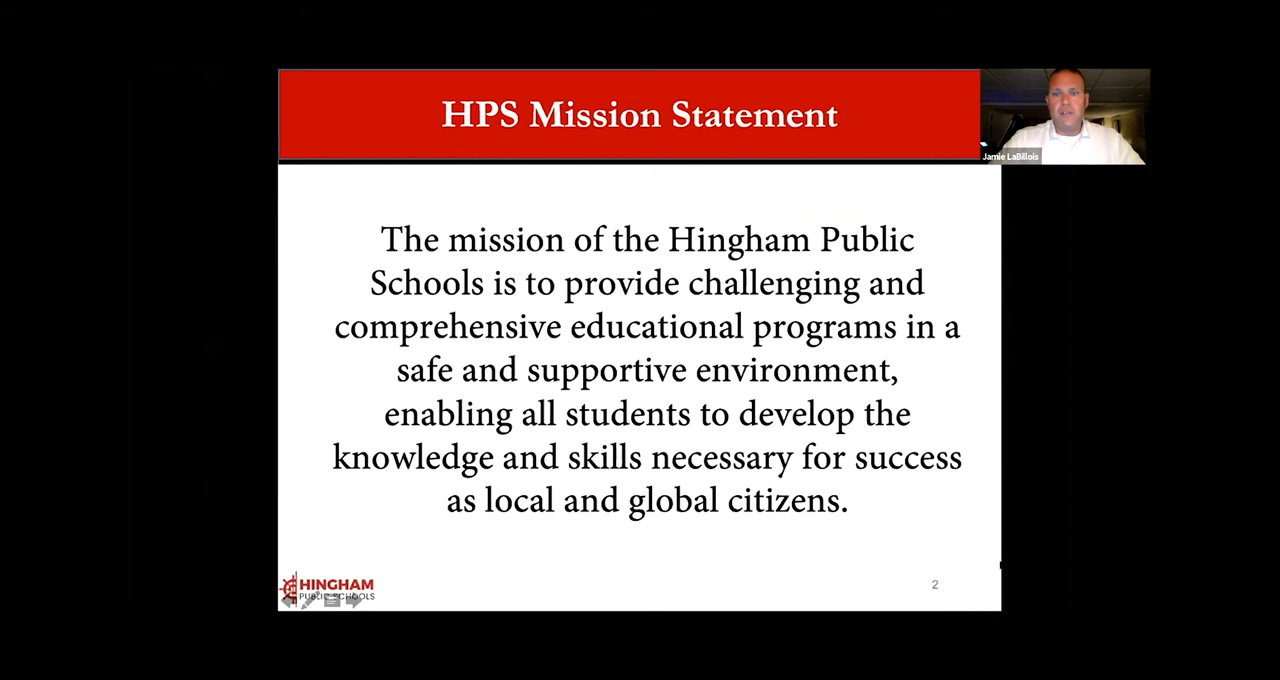 HPS Mission Statement
Jamie LaBillois
The mission of the Hingham Public
Schools is to provide challenging and
comprehensive educational programs in a
safe and supportive environment,
enabling all students to develop the
knowledge and skills necessary for success
as local and global citizens.
HINGHAM
PUBLIC SCHOOLS
2